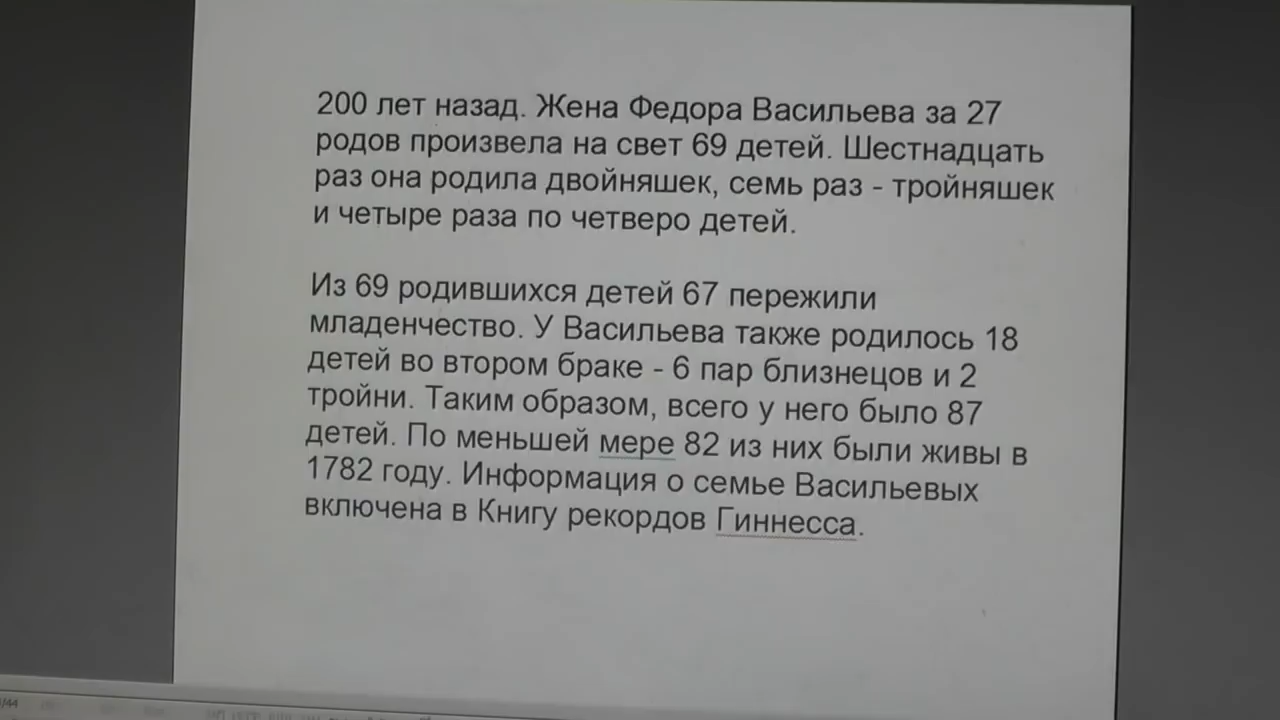 200 лет назад. Жена Федора Васильева за 27
родов произвела на свет 69 детей. Шестнадцать
раз она родила двойняшек, семь раз - тройняшек
и четыре раза по четверо детей.
Из 69 родившихся детей 67 пережили
младенчество. У Васильева также родилось 18
детей во втором браке - 6 пар близнецов и 2
тройни. Таким образом, всего у него было 87
детей. По меньшей мере 82 из них были живы в
1782 году. Информация о семье Васильевых
включена в Книгу рекордов Гиннесса.